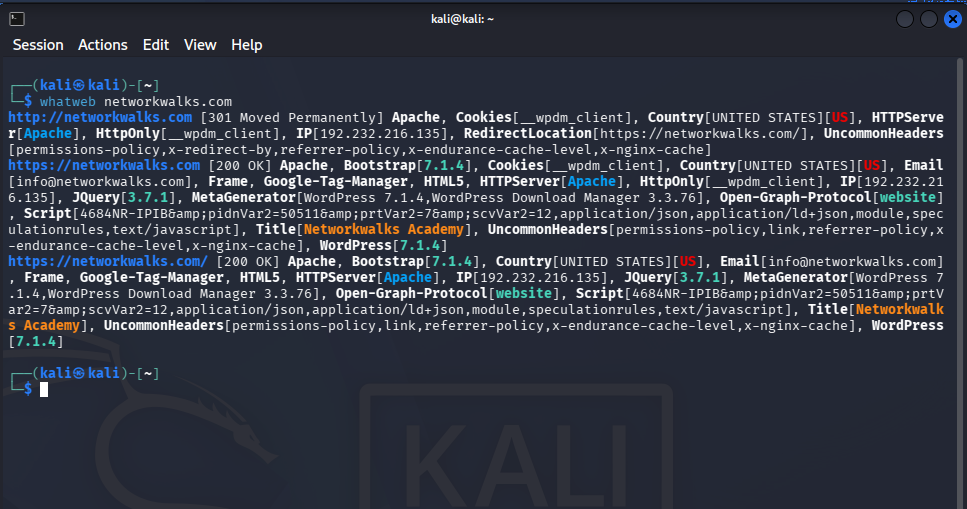 kali@kali: ~
Session Actions Edit View Help
┌──(kali㉿kali)-[~]
└─$ whatweb networkwalks.com
http://networkwalks.com [301 Moved Permanently] Apache, Cookies[__wpdm_client], Country[UNITED STATES][US], HTTPServe
r[Apache], HttpOnly[__wpdm_client], IP[192.232.216.135], RedirectLocation[https://networkwalks.com/], UncommonHeaders
[permissions-policy,x-redirect-by,referrer-policy,x-endurance-cache-level,x-nginx-cache]
https://networkwalks.com [200 OK] Apache, Bootstrap[7.1.4], Cookies[__wpdm_client], Country[UNITED STATES][US], Email
[info@networkwalks.com], Frame, Google-Tag-Manager, HTML5, HTTPServer[Apache], HttpOnly[__wpdm_client], IP[192.232.21
6.135], JQuery[3.7.1], MetaGenerator[WordPress 7.1.4,WordPress Download Manager 3.3.76], Open-Graph-Protocol[website]
, Script[4684NR-IPIB&amp;pidnVar2=50511&amp;prtVar2=7&amp;scvVar2=12,application/json,application/ld+json,module,spec
ulationrules,text/javascript], Title[Networkwalks Academy], UncommonHeaders[permissions-policy,link,referrer-policy,x
-endurance-cache-level,x-nginx-cache], WordPress[7.1.4]
https://networkwalks.com/ [200 OK] Apache, Bootstrap[7.1.4], Country[UNITED STATES][US], Email[info@networkwalks.com]
, Frame, Google-Tag-Manager, HTML5, HTTPServer[Apache], IP[192.232.216.135], JQuery[3.7.1], MetaGenerator[WordPress 7
.1.4,WordPress Download Manager 3.3.76], Open-Graph-Protocol[website], Script[4684NR-IPIB&amp;pidnVar2=50511&amp;prtV
ar2=7&amp;scvVar2=12,application/json,application/ld+json,module,speculationrules,text/javascript], Title[Networkwalk
s Academy], UncommonHeaders[permissions-policy,link,referrer-policy,x-endurance-cache-level,x-nginx-cache], WordPress
[7.1.4]
┌──(kali㉿kali)-[~]
└─$
KALI